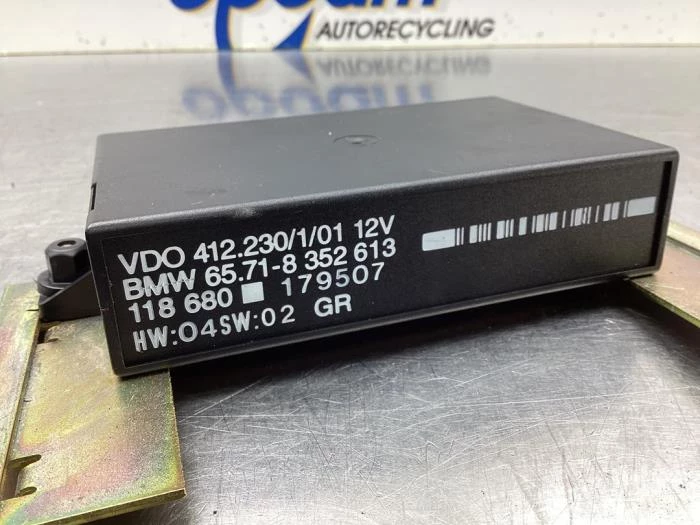 AUTORECYCLING
VDO 412.230/1/01 12V
BMW 65.71-8 352 613
118 680 179507
HW:04SW:02 GR